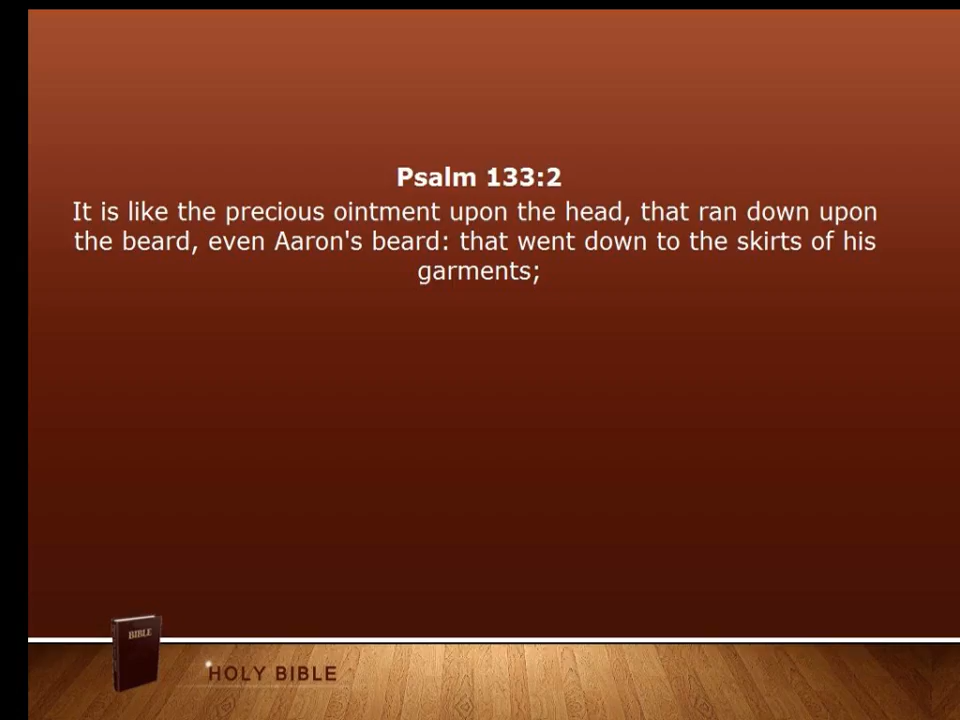 Psalm 133:2
It is like the precious ointment upon the head, that ran down upon
the beard, even Aaron's beard: that went down to the skirts of his
garments;
BIBLE
HOLY BIBLE